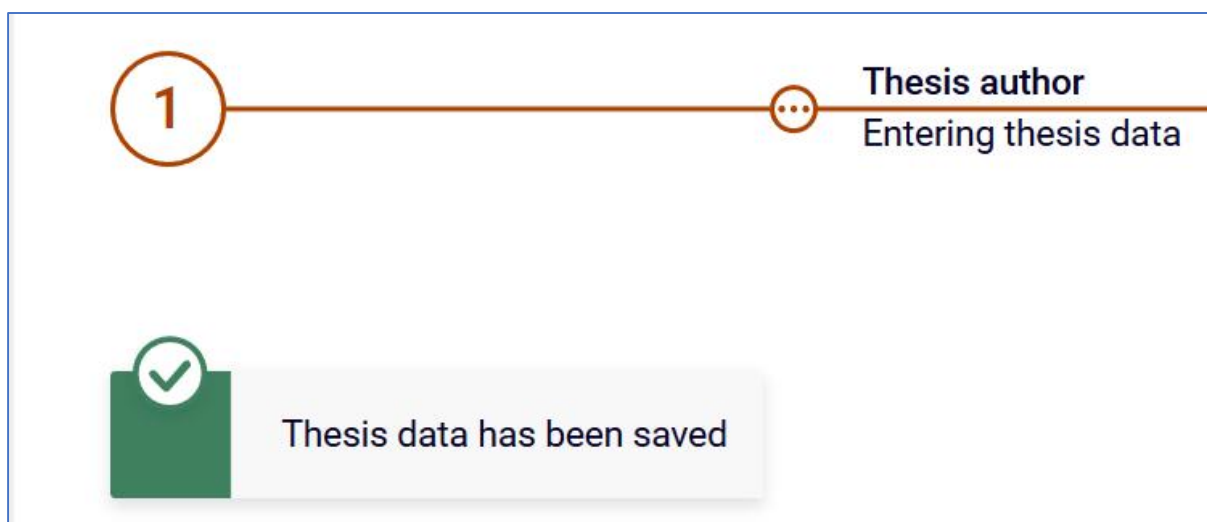 1
Thesis author
Entering thesis data
Thesis data has been saved